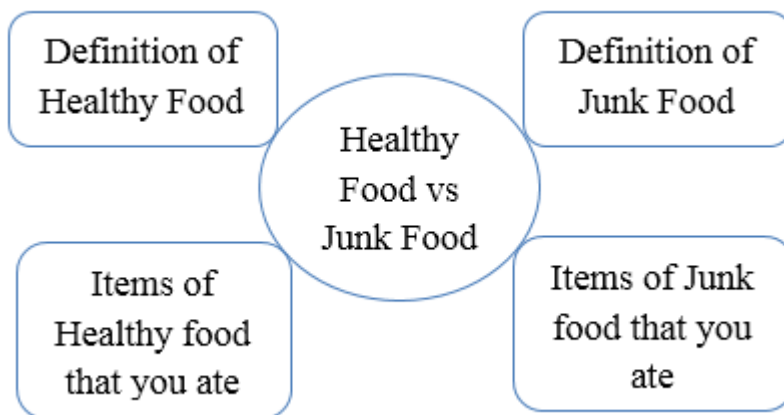 Definition of
Healthy Food
Definition of
Junk Food
Healthy
Food vs
Junk Food
Items of
Healthy food
that you ate
Items of Junk
food that you
ate